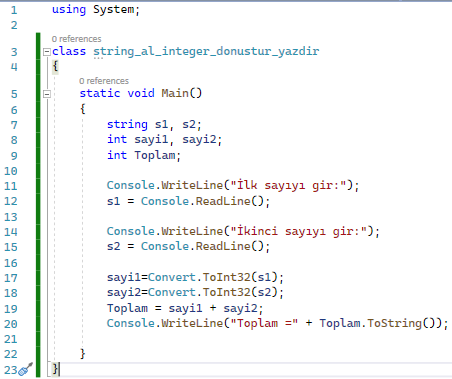 1 using System;
2
0 references
3 class string_al_integer_donustur_yazdir
4 {
0 references
5 static void Main()
6 {
7 string s1, s2;
8 int sayi1, sayi2;
9 int Toplam;
10
11 Console.WriteLine("İlk sayıyı gir:");
12 s1 = Console.ReadLine();
13
14 Console.WriteLine("İkinci sayıyı gir:");
15 s2 = Console.ReadLine();
16
17 sayi1=Convert.ToInt32(s1);
18 sayi2=Convert.ToInt32(s2);
19 Toplam = sayi1 + sayi2;
20 Console.WriteLine("Toplam =" + Toplam.ToString());
21
22 }
23 }